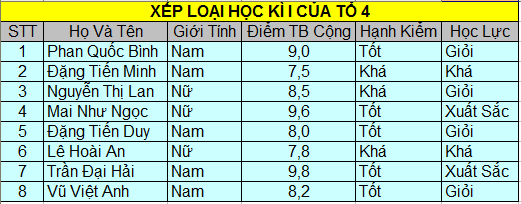 XẾP LOẠI HỌC KÌ I CỦA TỔ 4
STT Họ Và Tên Giới Tính Điểm TB Cộng Hạnh Kiểm Học Lực
1 Phan Quốc Bình Nam 9,0 Tốt Giỏi
2 Đặng Tiến Minh Nam 7,5 Khá Khá
3 Nguyễn Thị Lan Nữ 8,5 Khá Giỏi
4 Mai Như Ngọc Nữ 9,6 Tốt Xuất Sắc
5 Đặng Tiến Duy Nam 8,0 Tốt Giỏi
6 Lê Hoài An Nữ 7,8 Khá Khá
7 Trần Đại Hải Nam 9,8 Tốt Xuất Sắc
8 Vũ Việt Anh Nam 8,2 Tốt Giỏi